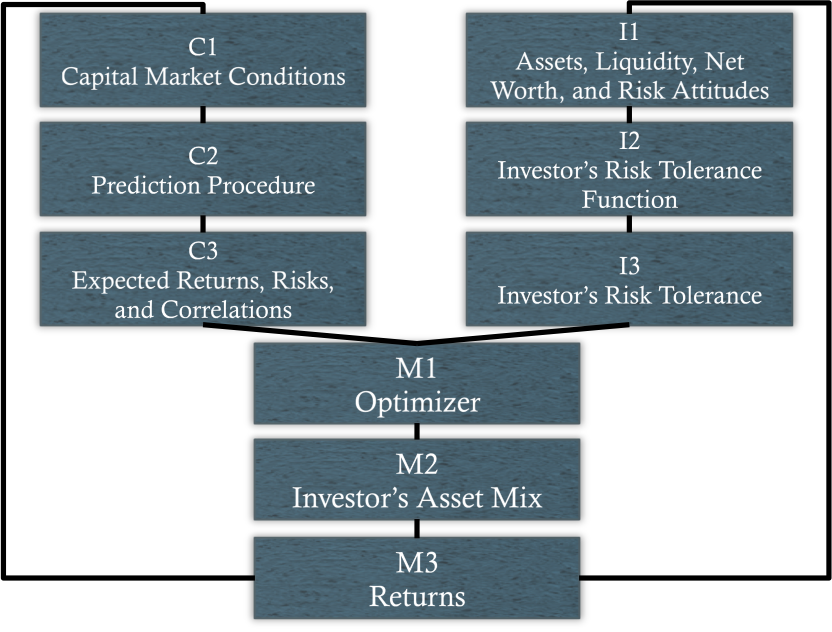 C1
Capital Market Conditions
C2
Prediction Procedure
C3
Expected Returns, Risks,
and Correlations
I1
Assets, Liquidity, Net
Worth, and Risk Attitudes
I2
Investor’s Risk Tolerance
Function
I3
Investor’s Risk Tolerance
M1
Optimizer
M2
Investor’s Asset Mix
M3
Returns